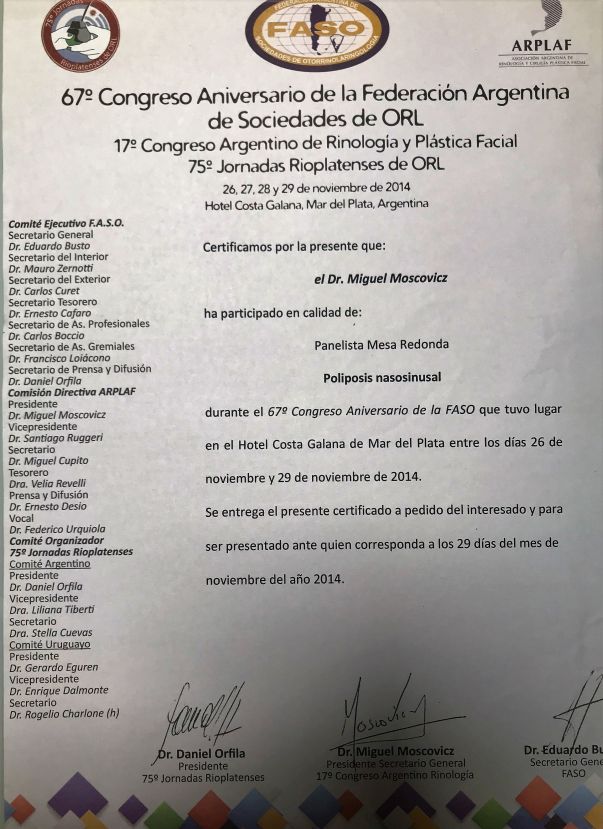 75º Jornadas
Rioplatenses de ORL
FASO
SOCIEDADES DE OTORRINOLARINGOLOGÍA
ARPLAF
ASOCIACIÓN ARGENTINA DE
RINOLOGÍA Y CIRUGÍA PLÁSTICA FACIAL
67º Congreso Aniversario de la Federación Argentina
de Sociedades de ORL
17º Congreso Argentino de Rinología y Plástica Facial
75º Jornadas Rioplatenses de ORL
26, 27, 28 y 29 de noviembre de 2014
Hotel Costa Galana, Mar del Plata, Argentina
Comité Ejecutivo F.A.S.O.
Secretario General
Dr. Eduardo Busto
Secretario del Interior
Dr. Mauro Zernotti
Secretario del Exterior
Dr. Carlos Curet
Secretario Tesorero
Dr. Ernesto Cafaro
Secretario de As. Profesionales
Dr. Carlos Boccio
Secretario de As. Gremiales
Dr. Francisco Loiácono
Secretario de Prensa y Difusión
Dr. Daniel Orfila
Comisión Directiva ARPLAF
Presidente
Dr. Miguel Moscovicz
Vicepresidente
Dr. Santiago Ruggeri
Secretario
Dr. Miguel Cupito
Tesorero
Dra. Velia Revelli
Prensa y Difusión
Dr. Ernesto Desio
Vocal
Dr. Federico Urquiola
Comité Organizador
75º Jornadas Rioplatenses
Comité Argentino
Presidente
Dr. Daniel Orfila
Vicepresidente
Dra. Liliana Tiberti
Secretario
Dra. Stella Cuevas
Comité Uruguayo
Presidente
Dr. Gerardo Eguren
Vicepresidente
Dr. Enrique Dalmonte
Secretario
Dr. Rogelio Charlone (h)
Certificamos por la presente que:
el Dr. Miguel Moscovicz
ha participado en calidad de:
Panelista Mesa Redonda
Poliposis nasosinusal
durante el 67º Congreso Aniversario de la FASO que tuvo lugar
en el Hotel Costa Galana de Mar del Plata entre los días 26 de
noviembre y 29 de noviembre de 2014.
Se entrega el presente certificado a pedido del interesado y para
ser presentado ante quien corresponda a los 29 días del mes de
noviembre del año 2014.
Dr. Daniel Orfila
Presidente
75º Jornadas Rioplatenses
Dr. Miguel Moscovicz
Presidente Secretario General
17º Congreso Argentino Rinología
Dr. Eduardo Bu
Secretario Gene
FASO